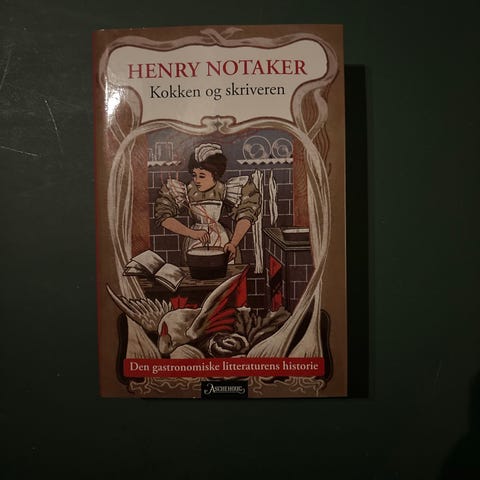 HENRY NOTAKER
Kokken og skriveren
Den gastronomiske litteraturens historie
ASCHEHOUG